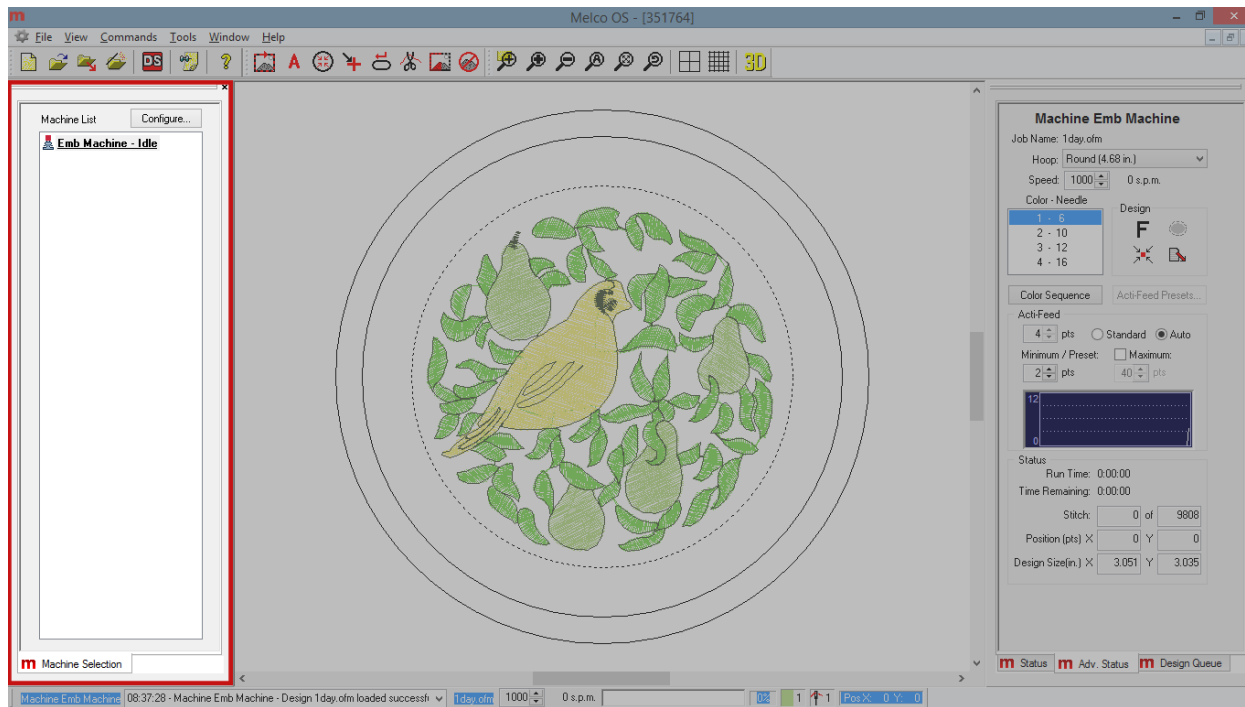 m
Melco OS - [351764]
File View Commands Tools Window Help
DS
?
A
3D
Machine List
Configure...
Emb Machine - Idle
m Machine Selection
Machine Emb Machine
Job Name: 1day.ofm
Hoop: Round (4.68 in.)
Speed: 1000 0 s.p.m.
Color - Needle
1 - 6
2 - 10
3 - 12
4 - 16
Design
F
Color Sequence
Acti-Feed Presets...
Acti-Feed
4 pts Standard Auto
Minimum / Preset: Maximum:
2 pts 40 pts
12
0
Status
Run Time: 0:00:00
Time Remaining: 0:00:00
Stitch: 0 of 9808
Position (pts) X 0 Y 0
Design Size(in.) X 3.051 Y 3.035
m Status m Adv. Status m Design Queue
Machine Emb Machine 08:37:28 - Machine Emb Machine - Design 1day.ofm loaded successfu 1day.ofm 1000 0 s.p.m. 0% 1 1 Pos X: 0 Y: 0